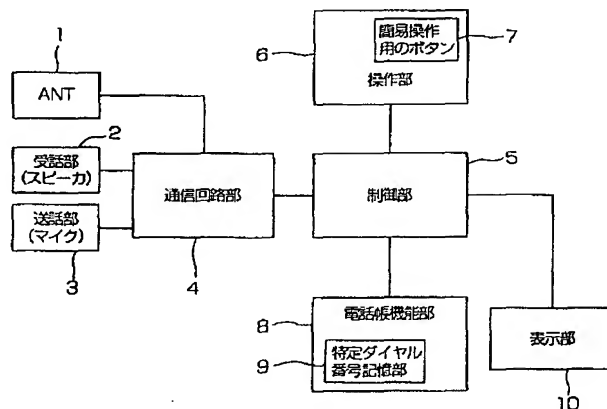 1
ANT
2
受話部
(スピーカ)
送話部
(マイク)
3
通信回路部
4
6
簡易操作
用のボタン
7
操作部
5
制御部
8
電話帳機能部
9
特定ダイヤル
番号記憶部
表示部
10